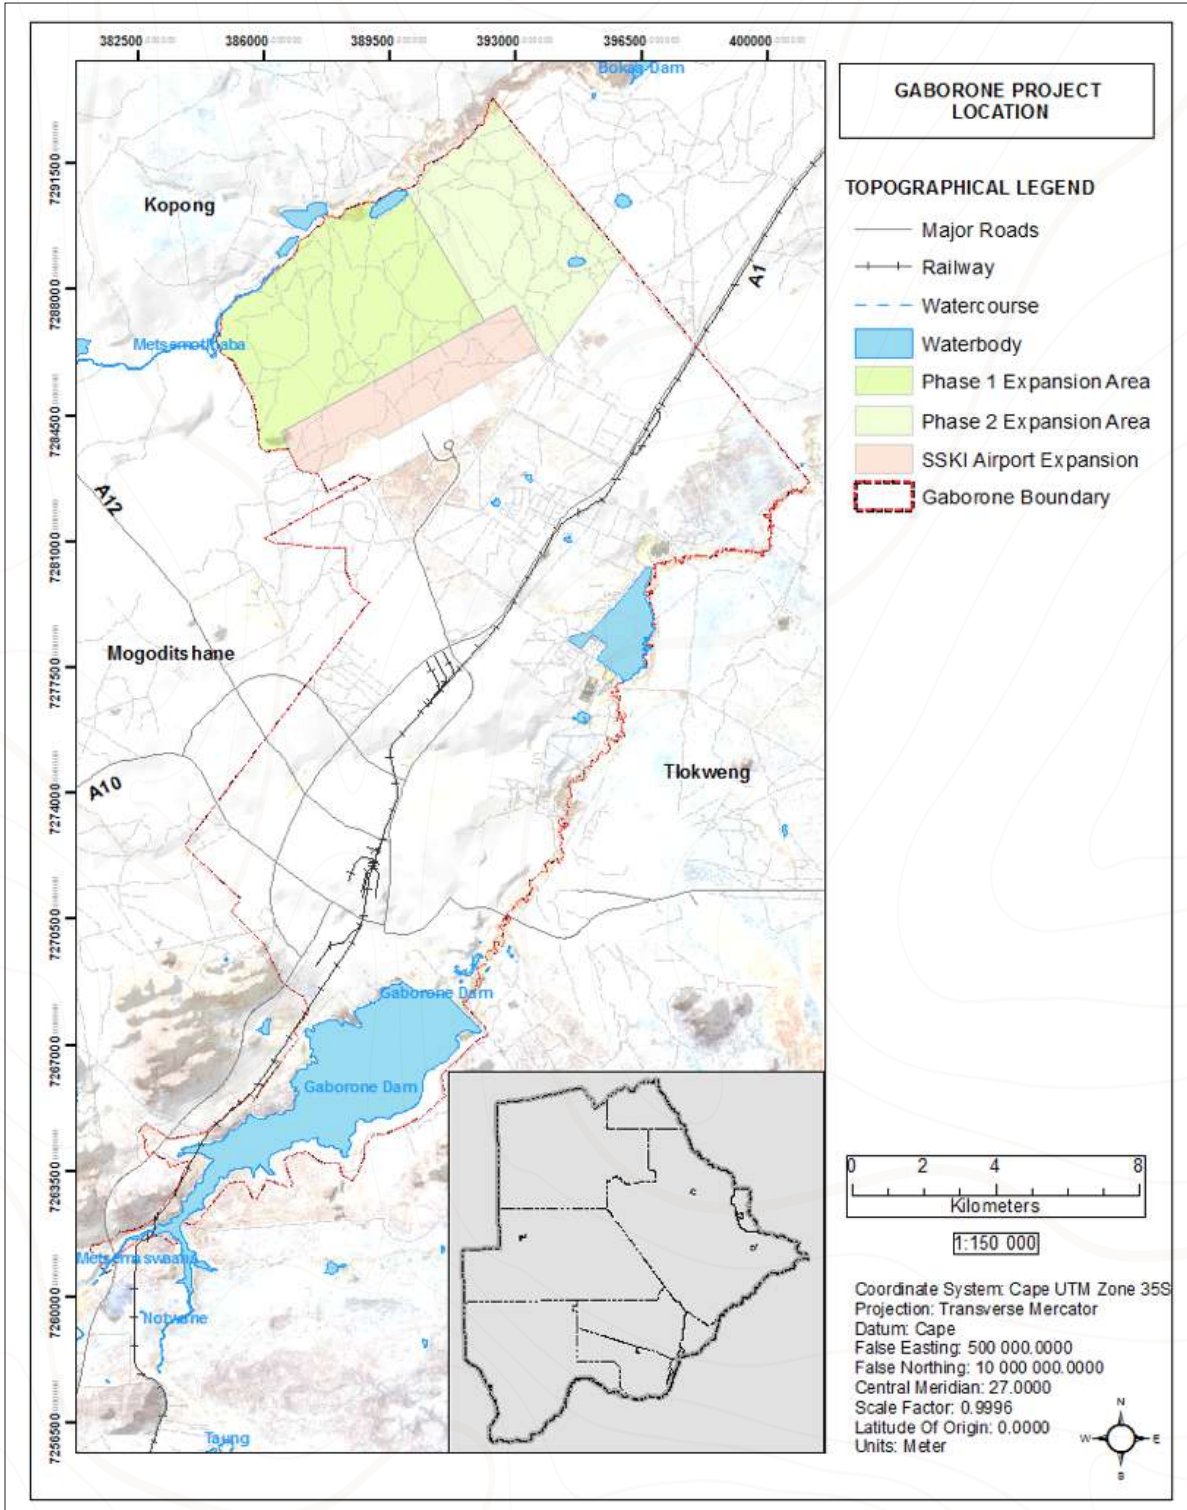 382500
386000
389500
393000
396500
400000
Bokaa Dam
GABORONE PROJECT
LOCATION
7291500
Kopong
TOPOGRAPHICAL LEGEND
Major Roads
Railway
A1
7288000
Watercourse
Waterbody
Phase 1 Expansion Area
7284500
Phase 2 Expansion Area
SSKI Airport Expansion
A12
Gaborone Boundary
7281000
Mogoditshane
7277500
Tlokweng
A10
7274000
7270500
Gaborone Dam
7267000
Gaborone Dam
7263500
0 2 4 8
Kilometers
1:150 000
7260000
Notwane
Coordinate System: Cape UTM Zone 35S
Projection: Transverse Mercator
Datum: Cape
False Easting: 500 000.0000
False Northing: 10 000 000.0000
Central Meridian: 27.0000
Scale Factor: 0.9996
Latitude Of Origin: 0.0000
Units: Meter
7256500
Taung
N
W E
S